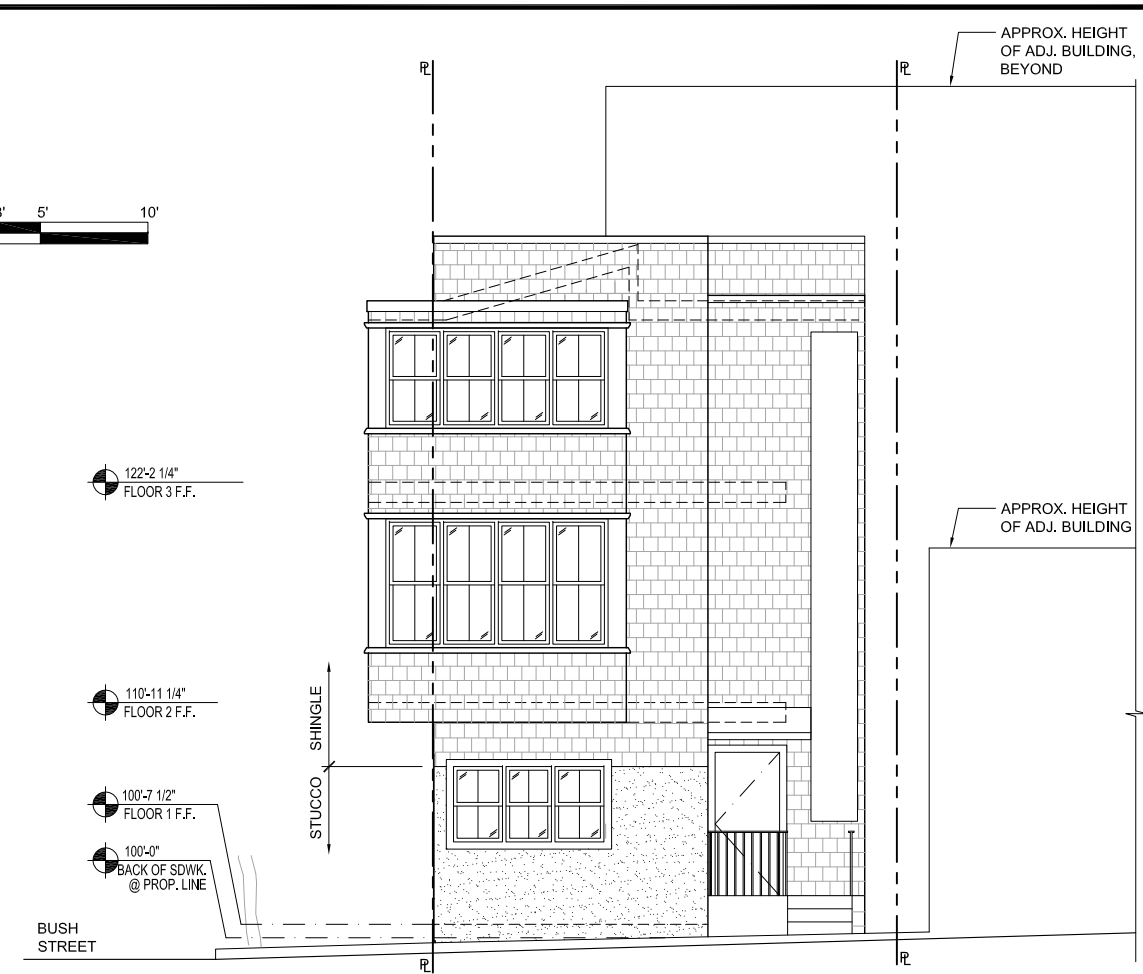 APPROX. HEIGHT
OF ADJ. BUILDING,
BEYOND
PL
PL
3' 5' 10'
122'-2 1/4"
FLOOR 3 F.F.
APPROX. HEIGHT
OF ADJ. BUILDING
110'-11 1/4"
FLOOR 2 F.F.
SHINGLE
STUCCO
100'-7 1/2"
FLOOR 1 F.F.
100'-0"
BACK OF SDWK.
@ PROP. LINE
BUSH
STREET
PL
PL